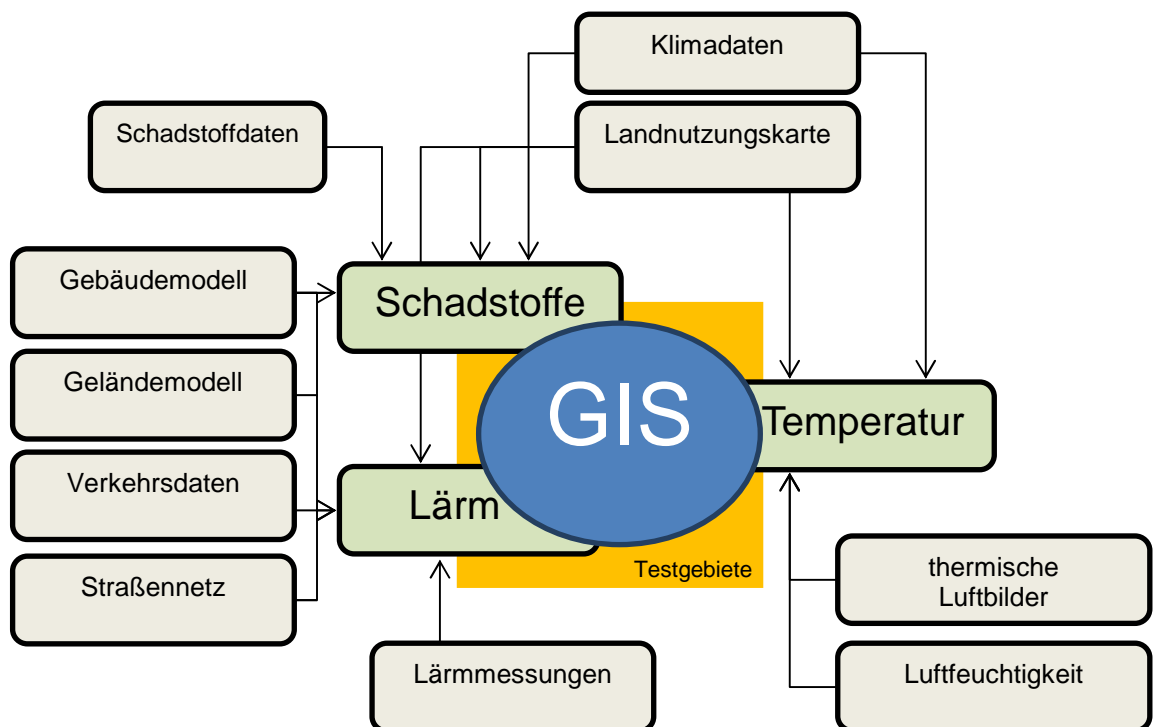 Klimadaten
Schadstoffdaten
Landnutzungskarte
Gebäudemodell
Schadstoffe
Geländemodell
GIS
Temperatur
Verkehrsdaten
Lärm
Testgebiete
Straßennetz
thermische
Luftbilder
Lärmmessungen
Luftfeuchtigkeit